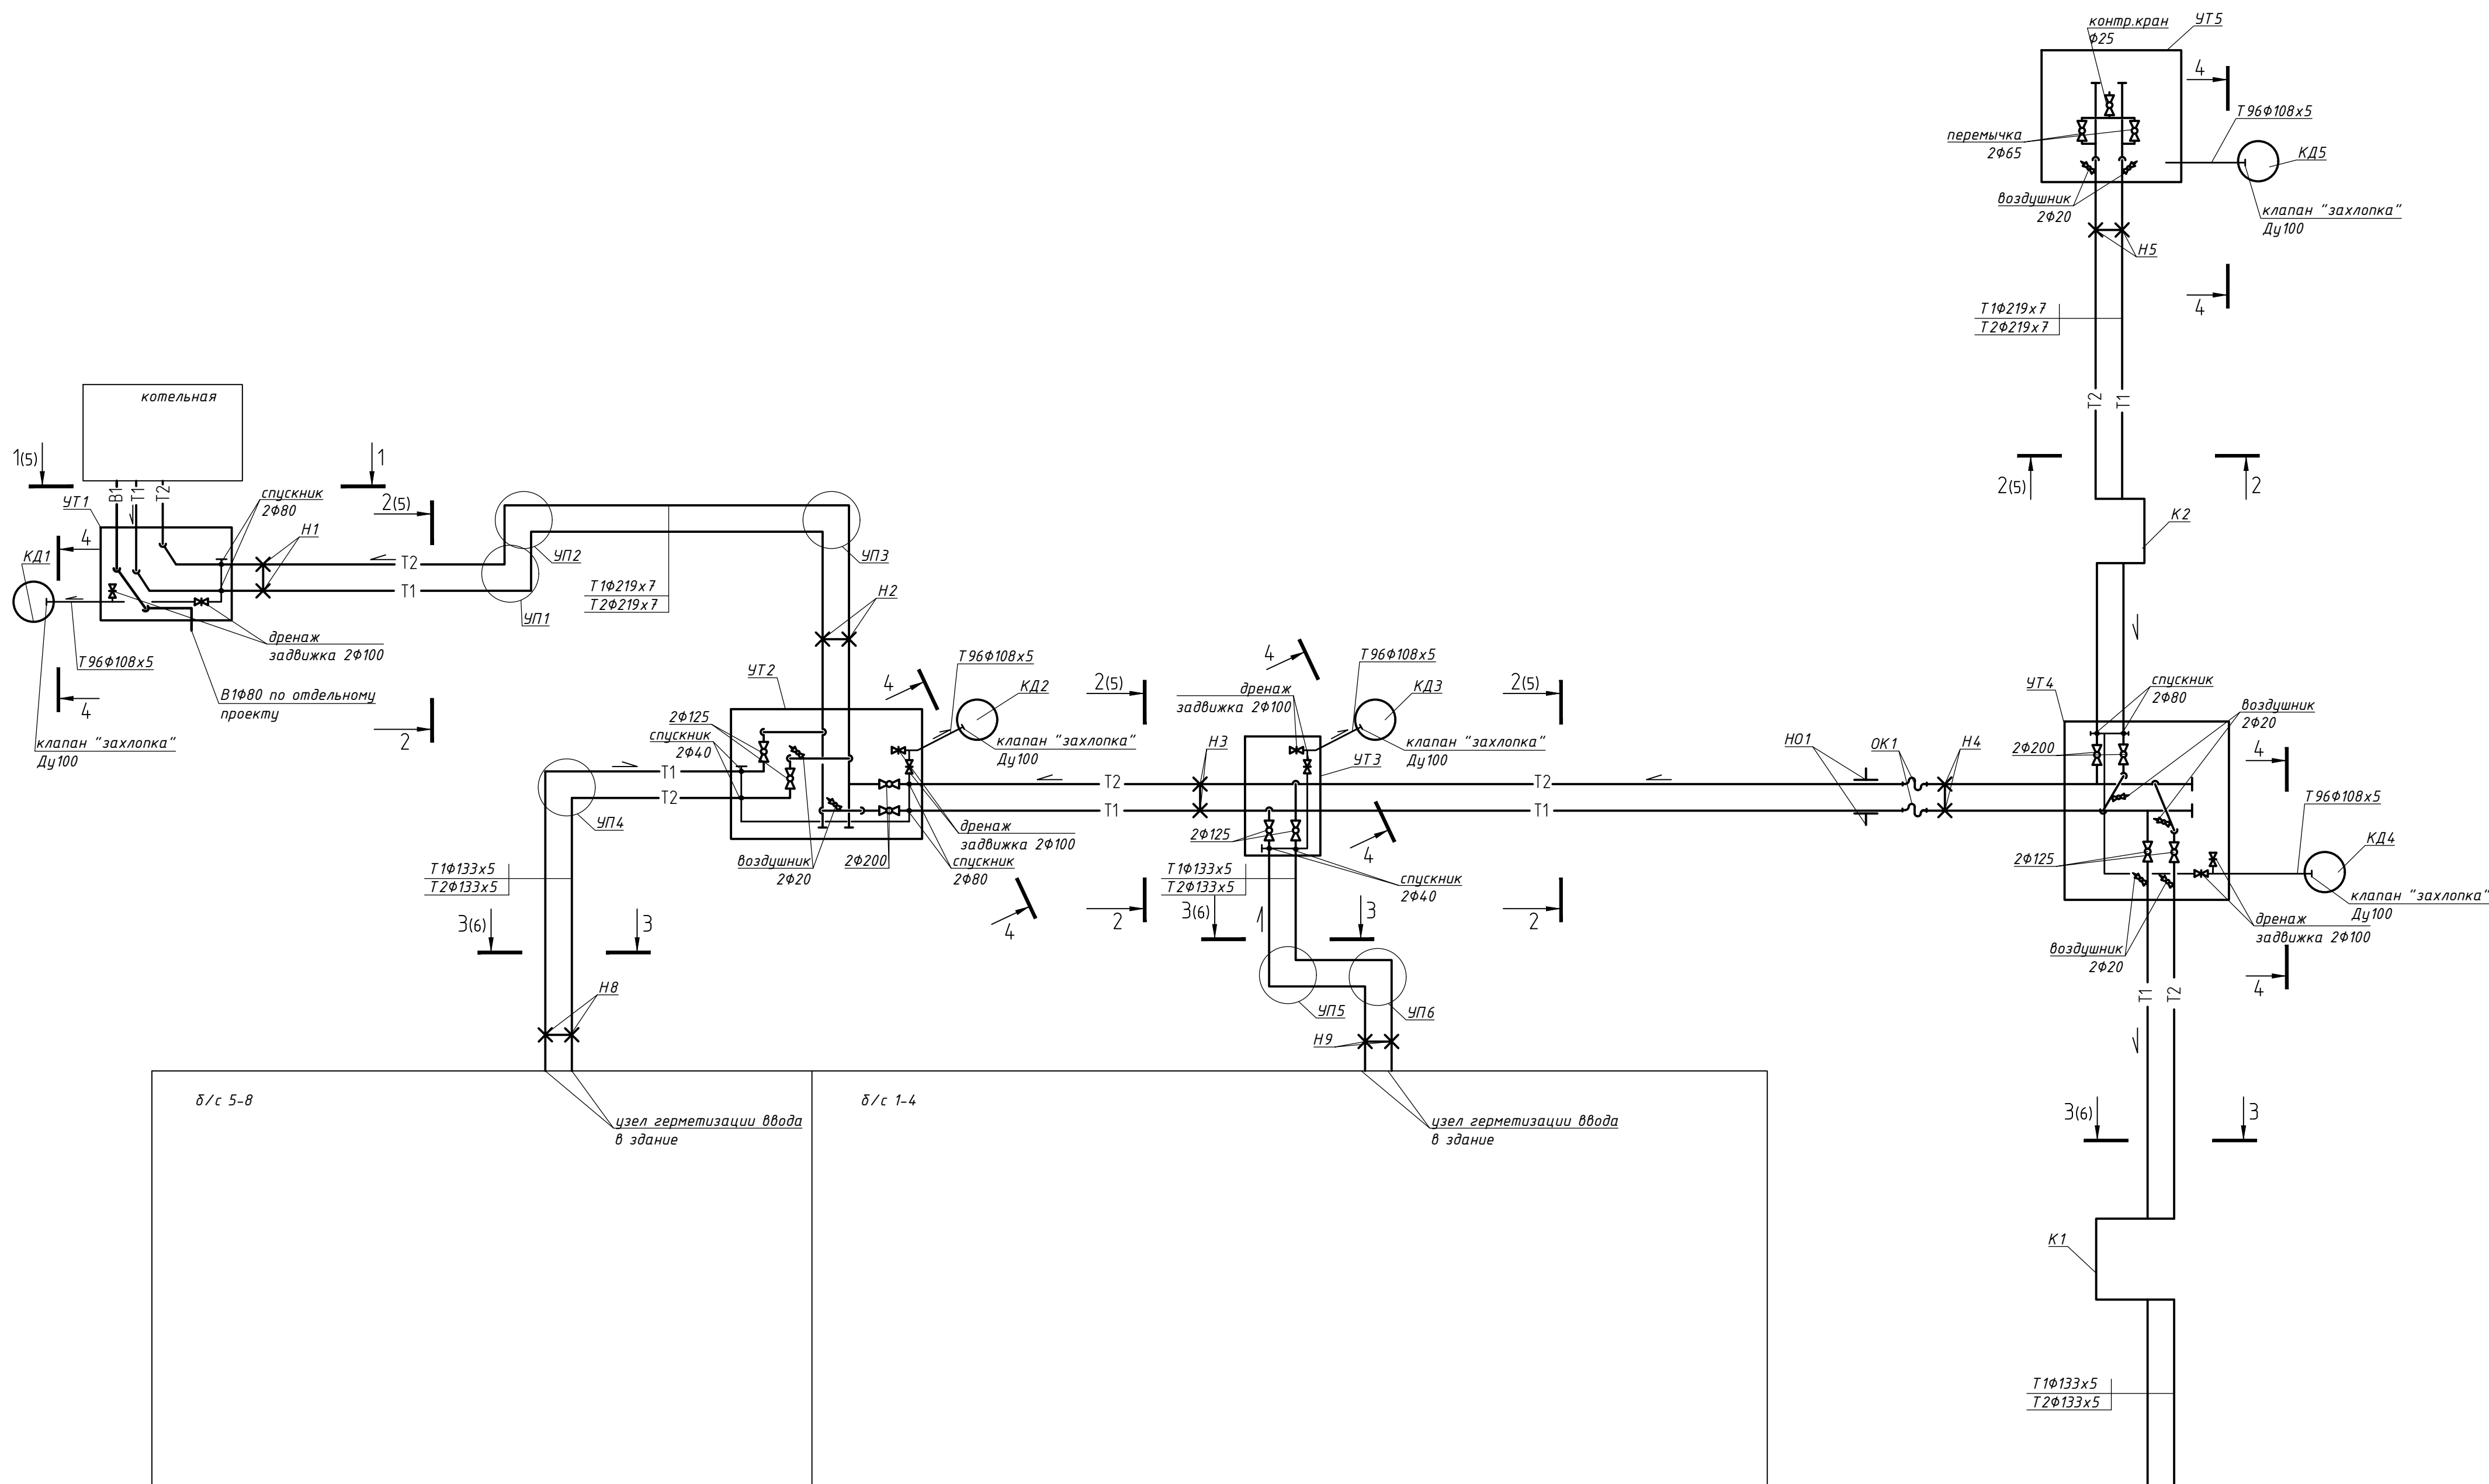 контр.кран
Ф25
УТ5
4
Т96Ф108х5
перемычка
2Ф65
КД5
воздушник
2Ф20
клапан "захлопка"
Ду100
Н5
4
Т1Ф219х7
Т2Ф219х7
котельная
Т2
Т1
1(5)
1
2(5)
2
В1
Т1
Т2
УТ1
спускник
2Ф80
2(5)
К2
Н1
4
КД1
Т2
УП2
УП3
Т1
Т1Ф219х7
Т2Ф219х7
УП1
Н2
дренаж
задвижка 2Ф100
Т96Ф108х5
В1Ф80 по отдельному
проекту
4
2
клапан "захлопка"
Ду100
УТ2
4
Т96Ф108х5
КД2
2(5)
2Ф125
спускник
2Ф40
клапан "захлопка"
Ду100
4
Т96Ф108х5
дренаж
задвижка 2Ф100
КД3
2(5)
Н3
клапан "захлопка"
Ду100
УТ3
НО1
ОК1
Н4
УТ4
спускник
2Ф80
воздушник
2Ф20
2Ф200
4
Т1
Т2
Т2
Т2
Т1
Т1
Т96Ф108х5
УП4
дренаж
задвижка 2Ф100
2Ф125
КД4
воздушник
2Ф20
2Ф200
спускник
2Ф80
4
2Ф125
Т1Ф133х5
Т2Ф133х5
Т1Ф133х5
Т2Ф133х5
спускник
2Ф40
клапан "захлопка"
Ду100
дренаж
задвижка 2Ф100
3(6)
3
4
2
3(6)
3
2
воздушник
2Ф20
4
Н8
Т1
Т2
УП5
УП6
Н9
б/с 5-8
б/с 1-4
узел герметизации ввода
в здание
узел герметизации ввода
в здание
3(6)
3
К1
Т1Ф133х5
Т2Ф133х5